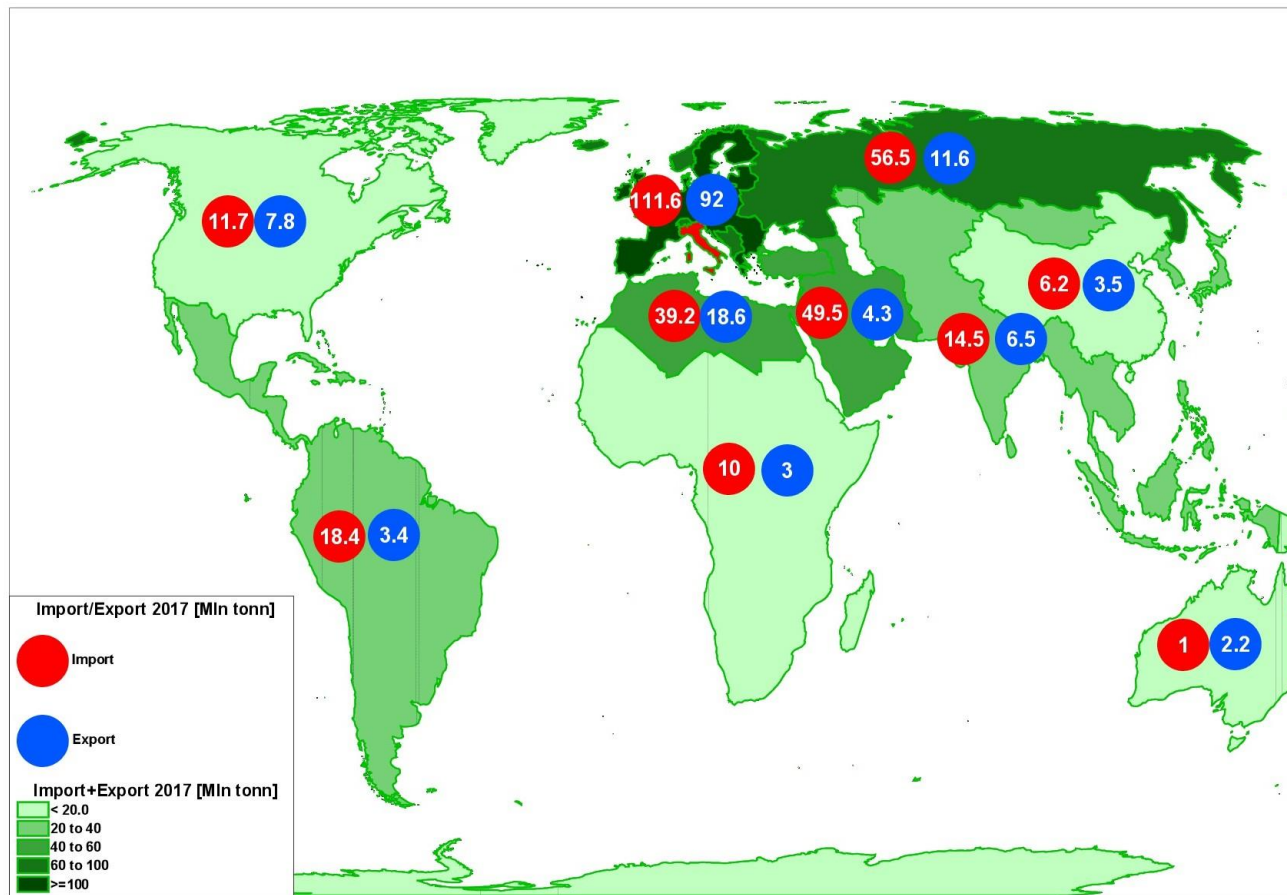 56.5 11.6
111.6 92
11.7 7.8
6.2 3.5
39.2 18.6 49.5 4.3
14.5 6.5
10 3
18.4 3.4
1 2.2
Import/Export 2017 [Mln tonn]
Import
Export
Import+Export 2017 [Mln tonn]
< 20.0
20 to 40
40 to 60
60 to 100
>=100